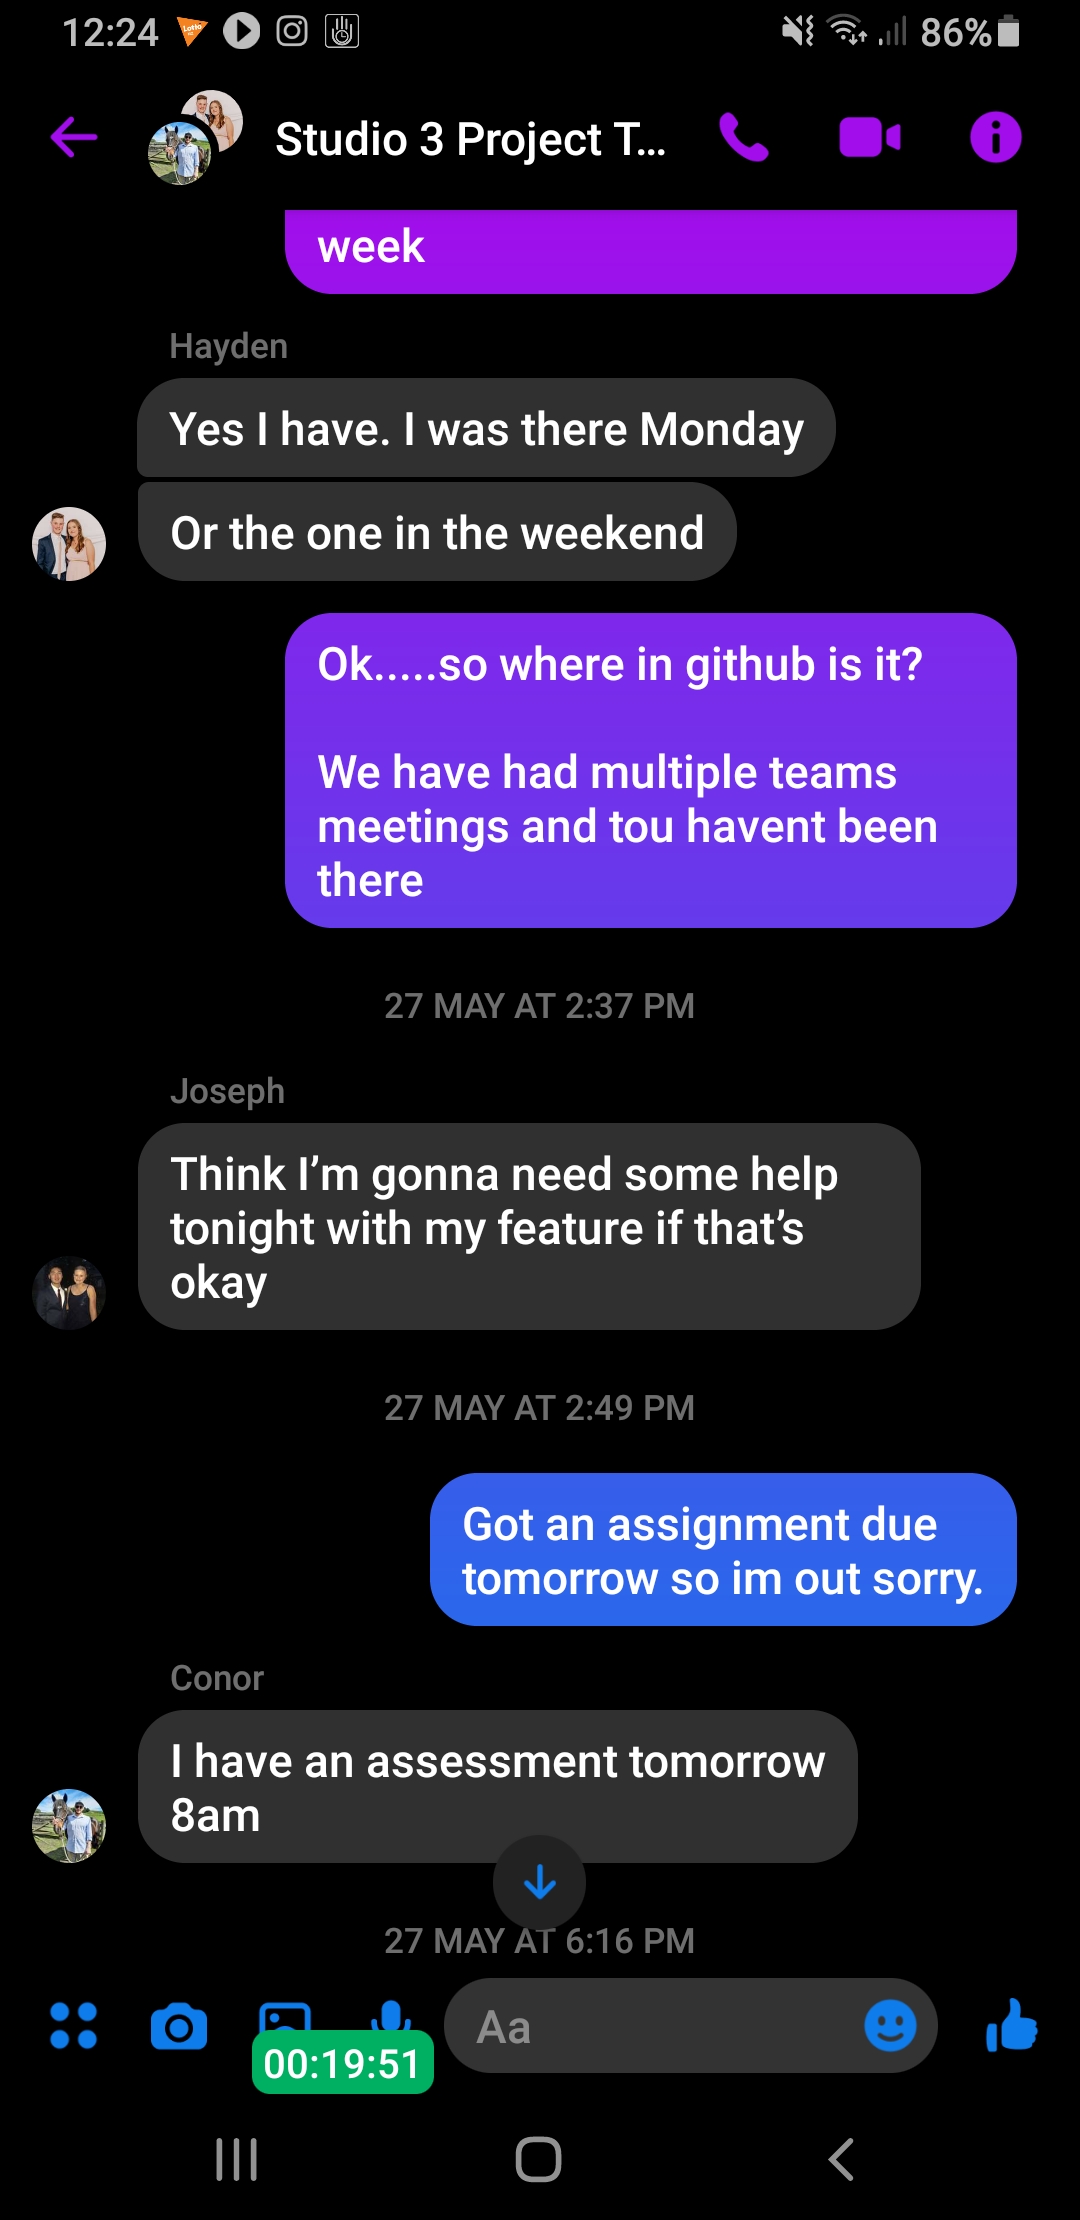 12:24
Lotto
86%
Studio 3 Project T...
week
Hayden
Yes I have. I was there Monday
Or the one in the weekend
Ok.....so where in github is it?
We have had multiple teams
meetings and tou havent been
there
27 MAY AT 2:37 PM
Joseph
Think I'm gonna need some help
tonight with my feature if that's
okay
27 MAY AT 2:49 PM
Got an assignment due
tomorrow so im out sorry.
Conor
I have an assessment tomorrow
8am
27 MAY AT 6:16 PM
Aa
00:19:51